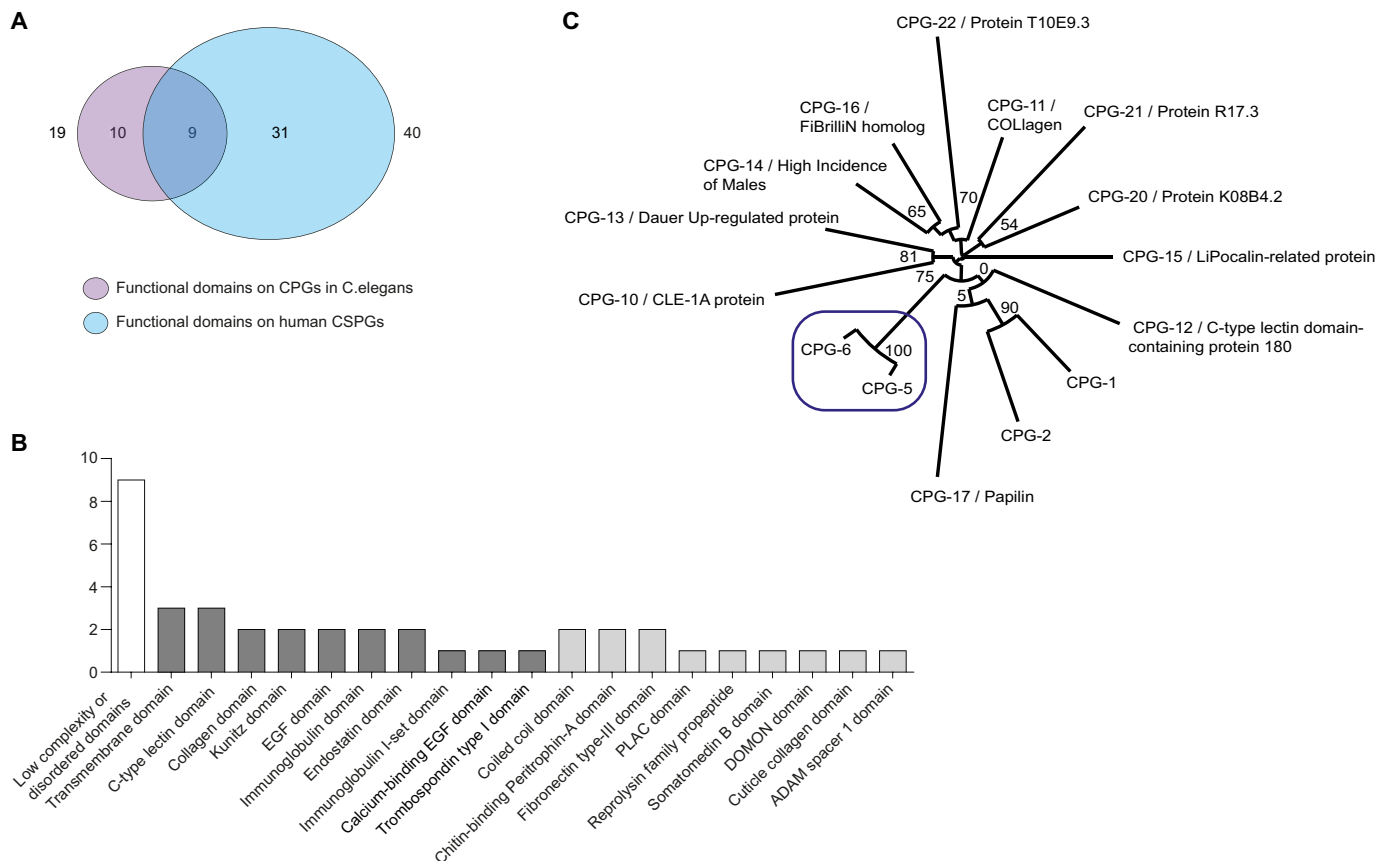 A
19
10
9
31
40
Functional domains on CPGs in C.elegans
Functional domains on human CSPGs
B
10
8
6
4
2
0
Low complexity or
disordered domains
Transmembrane domain
C-type lectin domain
Collagen domain
Kunitz domain
EGF domain
Immunoglobulin domain
Endostatin domain
Immunoglobulin I-set domain
Calcium-binding EGF domain
Trombospondin type I domain
Coiled coil domain
Chitin-binding Peritrophin-A domain
Fibronectin type-III domain
PLAC domain
Reprolysin family propeptide
Somatomedin B domain
DOMON domain
Cuticle collagen domain
ADAM spacer 1 domain
C
CPG-22 / Protein T10E9.3
CPG-16 /
FiBrilliN homolog
CPG-11 /
COLlagen
CPG-21 / Protein R17.3
CPG-14 / High Incidence
of Males
CPG-20 / Protein K08B4.2
CPG-13 / Dauer Up-regulated protein
CPG-15 / LiPocalin-related protein
CPG-10 / CLE-1A protein
CPG-12 / C-type lectin domain-
containing protein 180
CPG-6
CPG-5
CPG-1
CPG-2
CPG-17 / Papilin
70
65
54
81
75
0
5
90
100